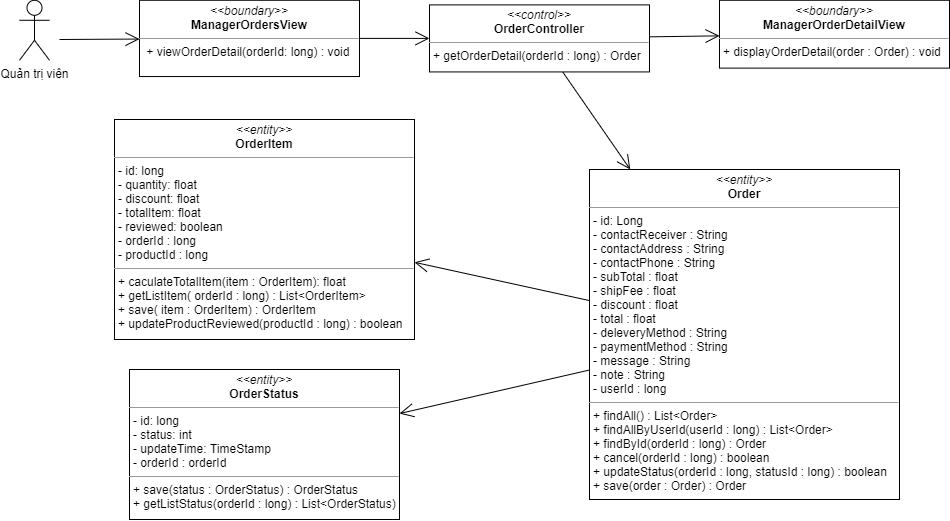 Quản trị viên
<<boundary>>
ManagerOrdersView
+ viewOrderDetail(orderId: long) : void
<<control>>
OrderController
+ getOrderDetail(orderId : long) : Order
<<boundary>>
ManagerOrderDetailView
+ displayOrderDetail(order : Order) : void
<<entity>>
OrderItem
- id: long
- quantity: float
- discount: float
- totalItem: float
- reviewed: boolean
- orderId : long
- productId : long
+ caculateTotalItem(item : OrderItem): float
+ getListItem( orderId : long) : List<OrderItem>
+ save( item : OrderItem) : OrderItem
+ updateProductReviewed(productId : long) : boolean
<<entity>>
Order
- id: Long
- contactReceiver : String
- contactAddress : String
- contactPhone : String
- subTotal : float
- shipFee : float
- discount : float
- total : float
- deleveryMethod : String
- paymentMethod : String
- message : String
- note : String
- userId : long
+ findAll() : List<Order>
+ findAllByUserId(userId : long) : List<Order>
+ findById(orderId : long) : Order
+ cancel(orderId : long) : boolean
+ updateStatus(orderId : long, statusId : long) : boolean
+ save(order : Order) : Order
<<entity>>
OrderStatus
- id: long
- status: int
- updateTime: TimeStamp
- orderId : orderId
+ save(status : OrderStatus) : OrderStatus
+ getListStatus(orderId : long) : List<OrderStatus>